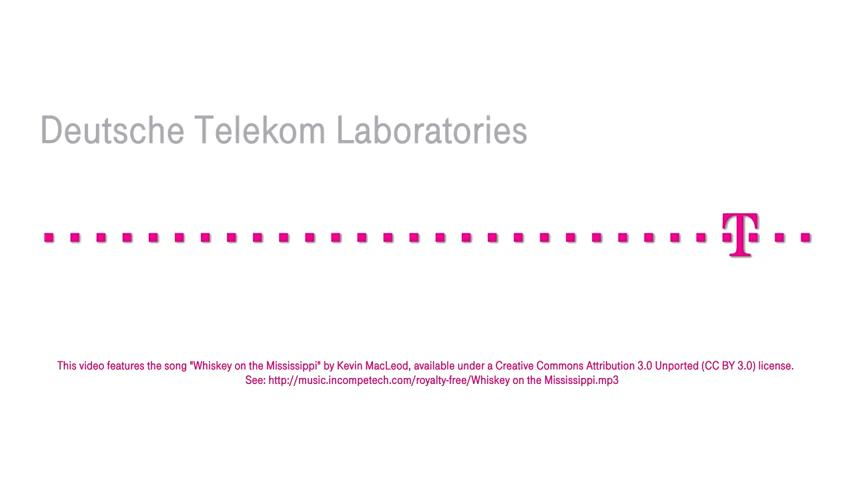 Deutsche Telekom Laboratories
T
This video features the song "Whiskey on the Mississippi" by Kevin MacLeod, available under a Creative Commons Attribution 3.0 Unported (CC BY 3.0) license.
See: http://music.incompetech.com/royalty-free/Whiskey on the Mississippi.mp3